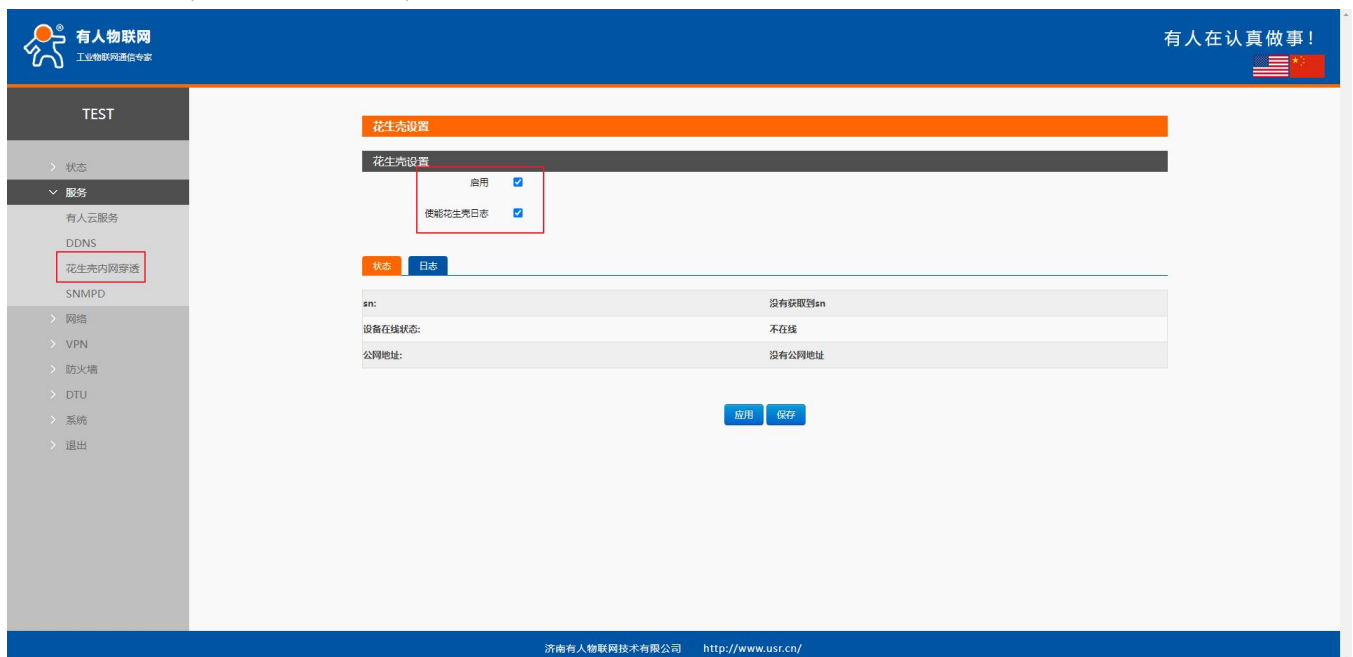 有人物联网
工业物联网通信专家
有人在认真做事!
TEST
状态
服务
有人云服务
DDNS
花生壳内网穿透
SNMPD
网络
VPN
防火墙
DTU
系统
退出
花生壳设置
花生壳设置
启用
使能花生壳日志
状态 日志
sn: 没有获取到sn
设备在线状态: 不在线
公网地址: 没有公网地址
应用 保存
济南有人物联网技术有限公司 http://www.usr.cn/